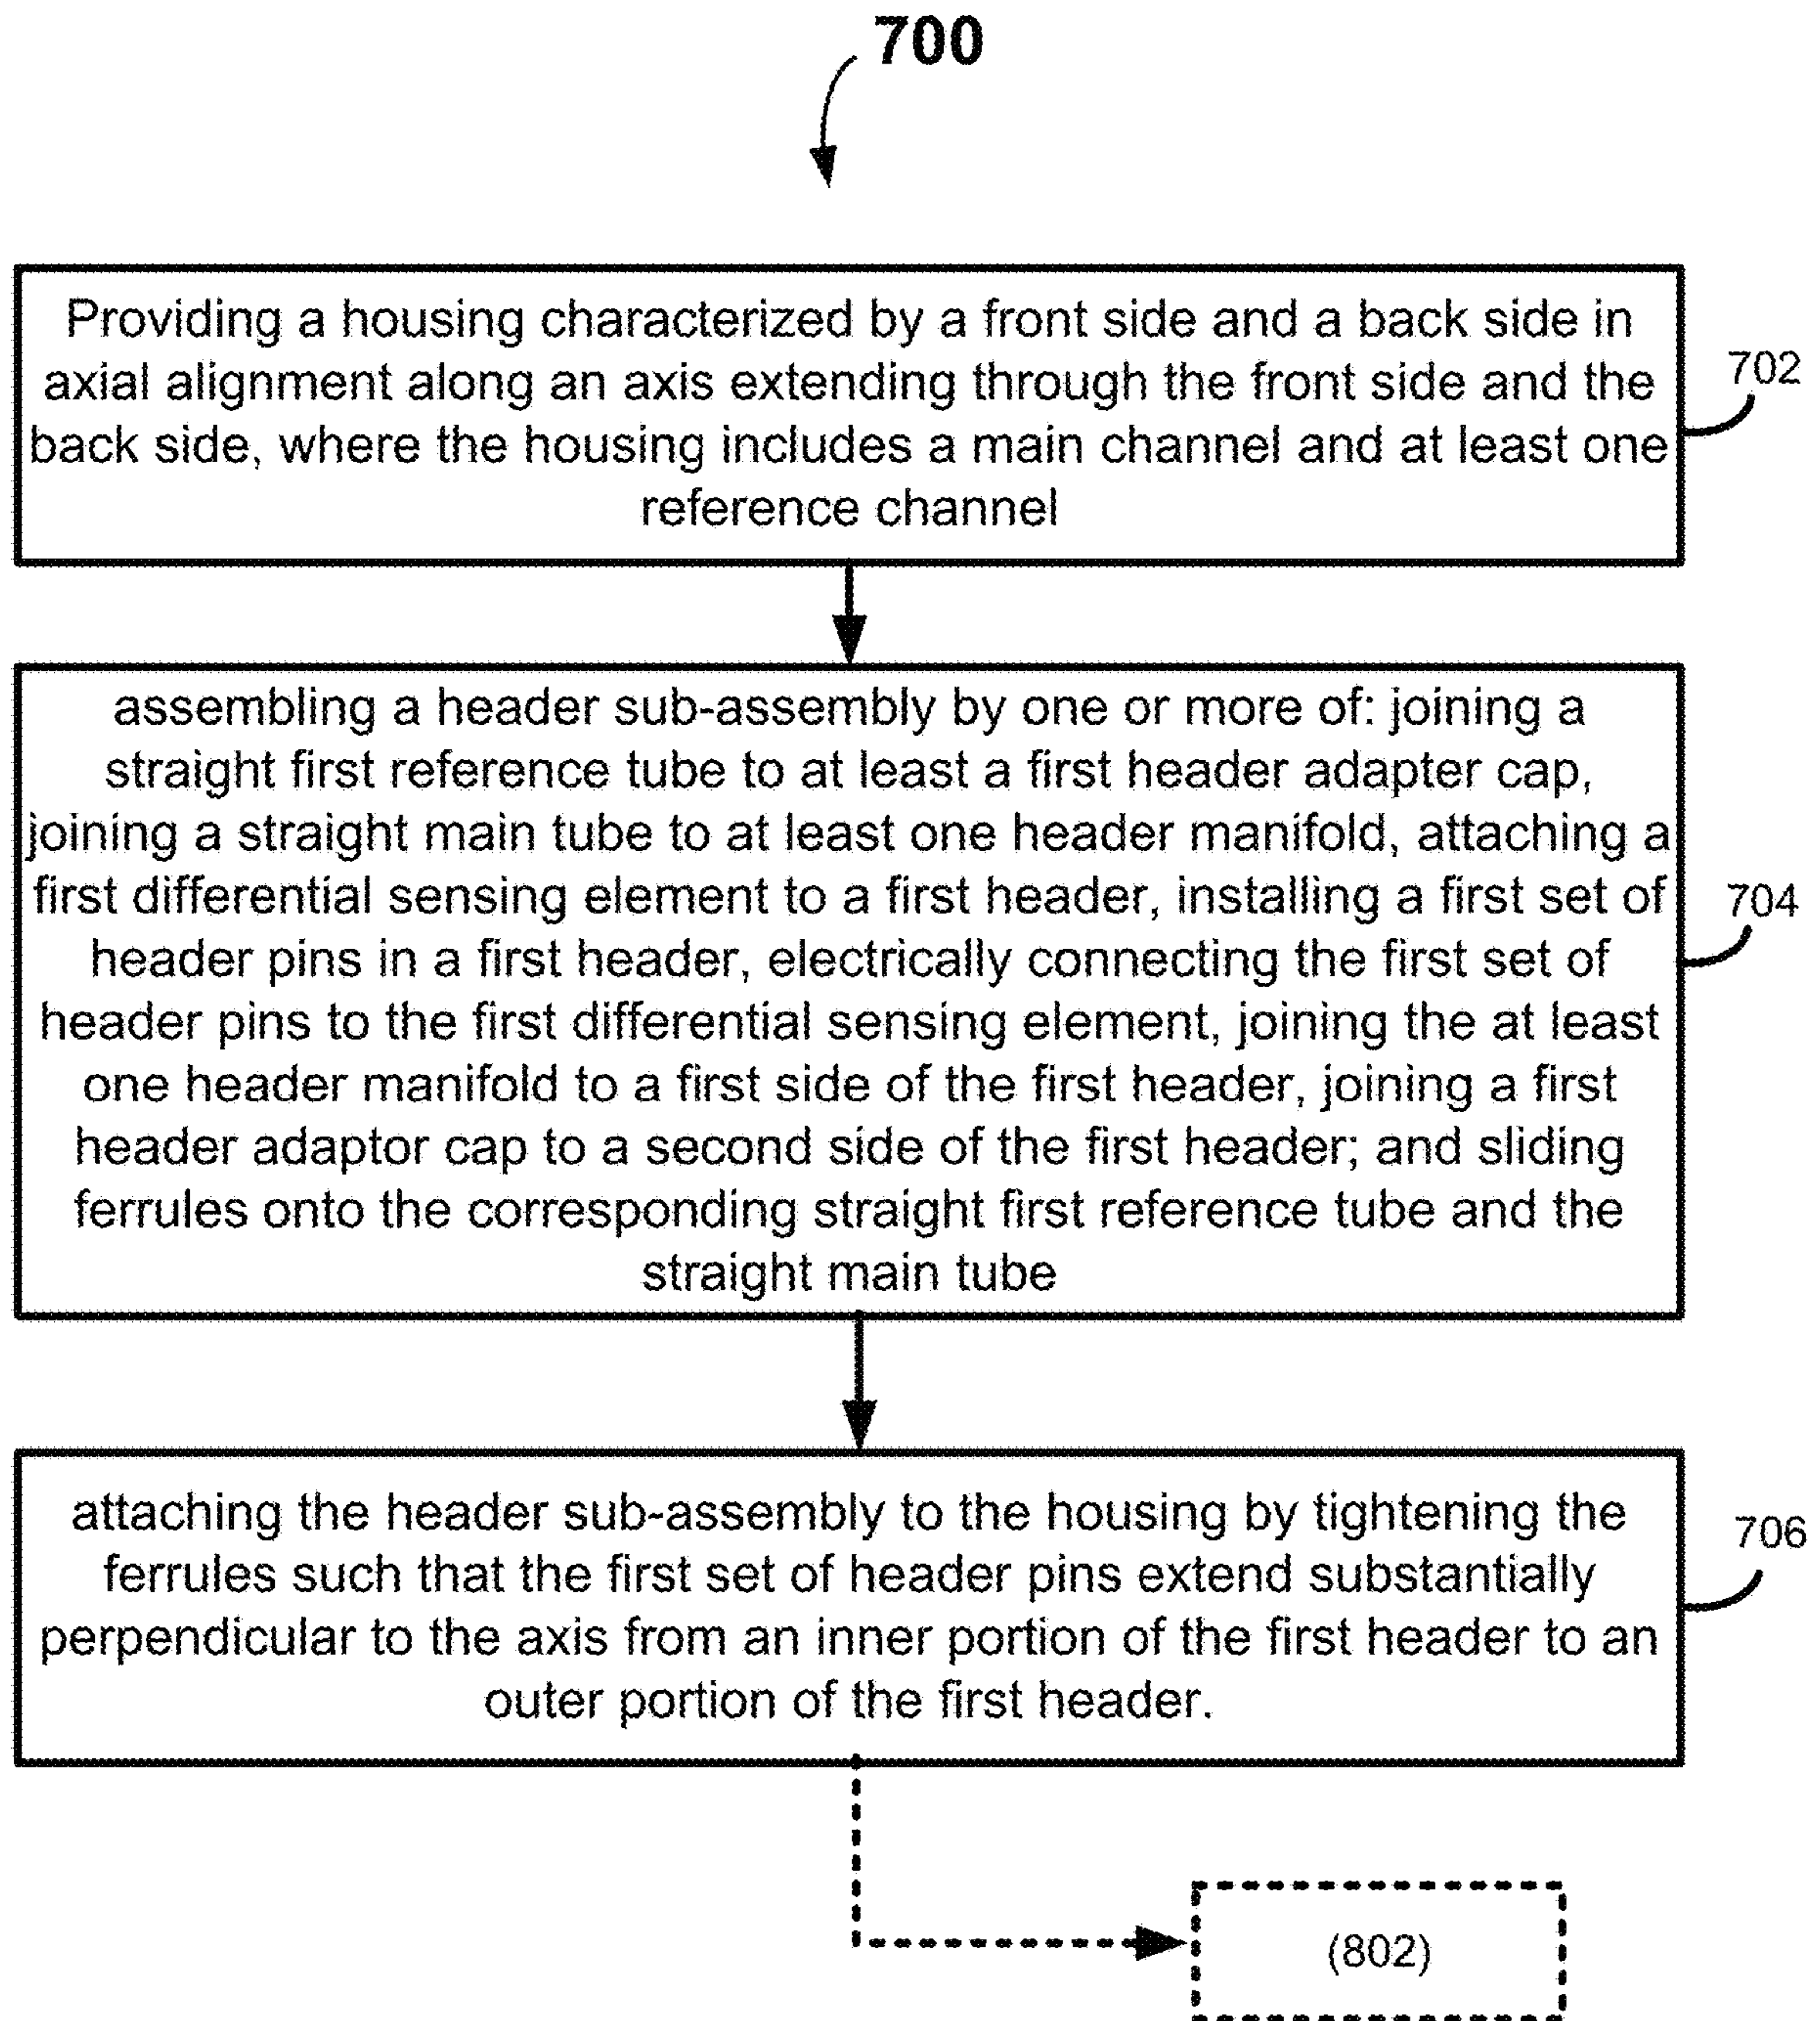 700
Providing a housing characterized by a front side and a back side in
axial alignment along an axis extending through the front side and the
back side, where the housing includes a main channel and at least one
reference channel
702
assembling a header sub-assembly by one or more of: joining a
straight first reference tube to at least a first header adapter cap,
joining a straight main tube to at least one header manifold, attaching a
first differential sensing element to a first header, installing a first set of
header pins in a first header, electrically connecting the first set of
header pins to the first differential sensing element, joining the at least
one header manifold to a first side of the first header, joining a first
header adaptor cap to a second side of the first header; and sliding
ferrules onto the corresponding straight first reference tube and the
straight main tube
704
attaching the header sub-assembly to the housing by tightening the
ferrules such that the first set of header pins extend substantially
perpendicular to the axis from an inner portion of the first header to an
outer portion of the first header.
706
(802)